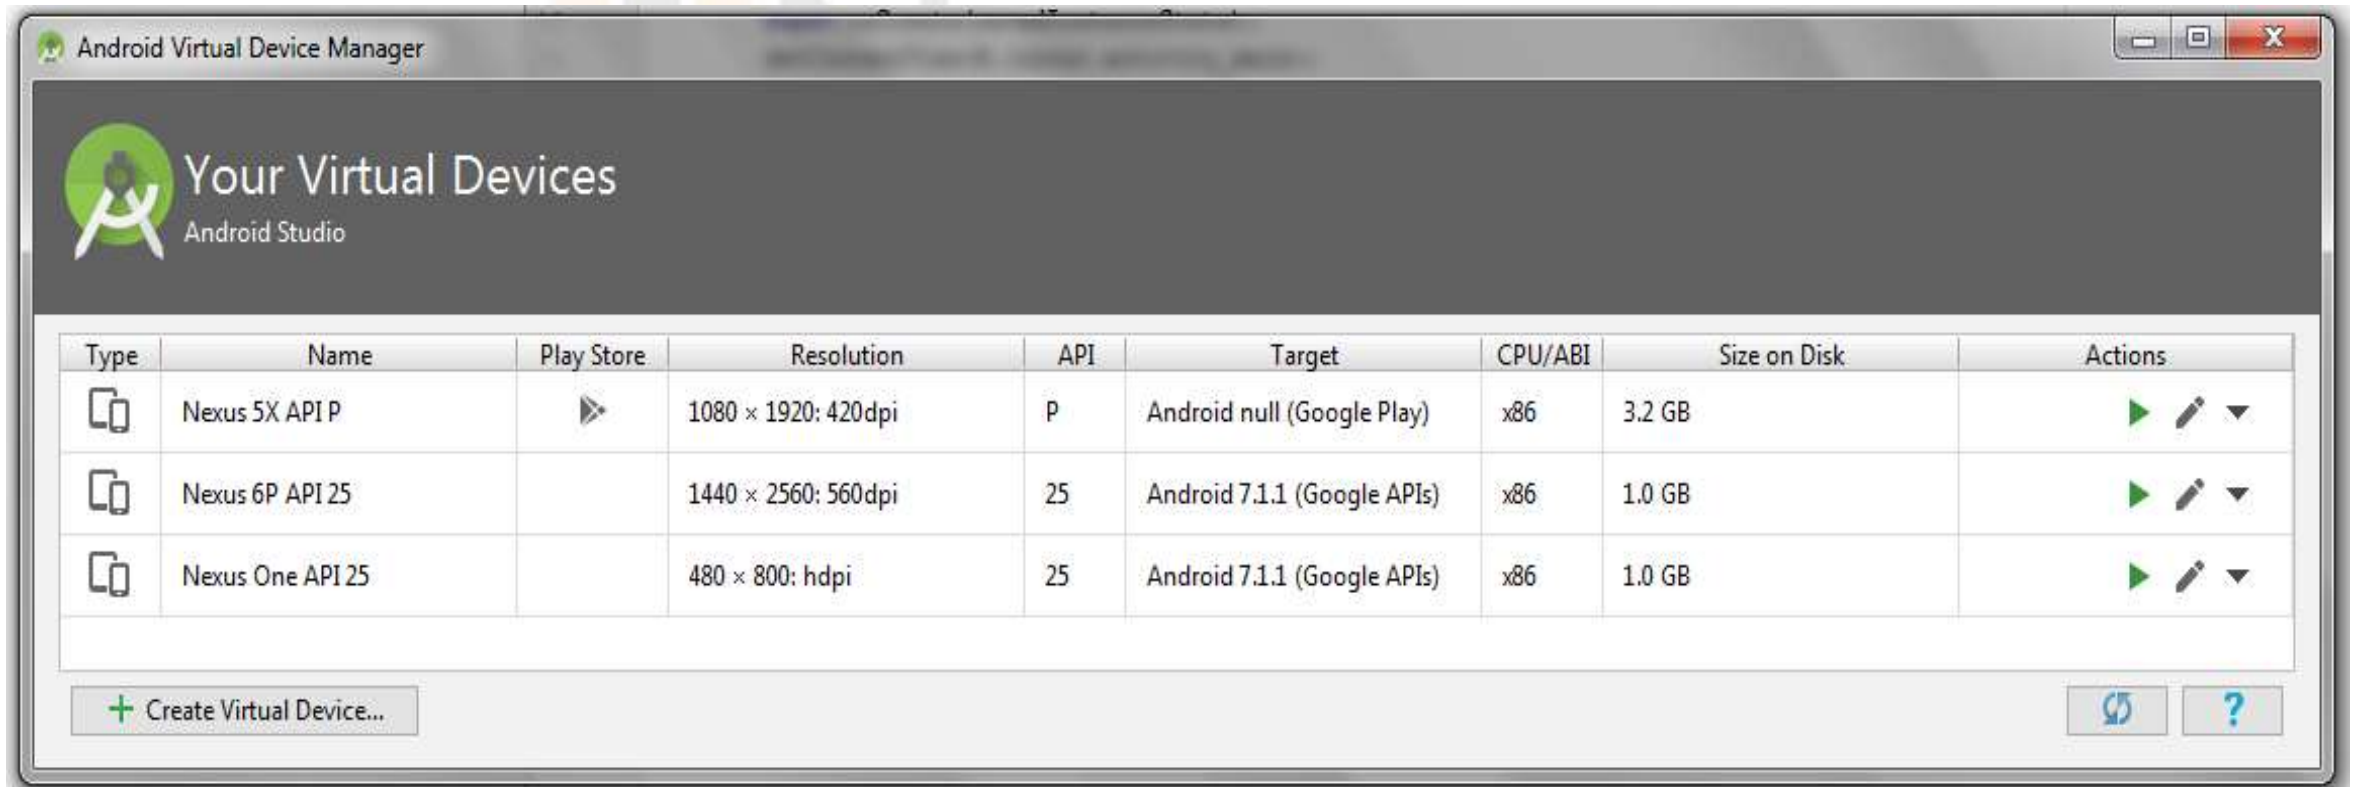 Android Virtual Device Manager
Your Virtual Devices
Android Studio
Type Name Play Store Resolution API Target CPU/ABI Size on Disk Actions
Nexus 5X API P 1080 × 1920: 420dpi P Android null (Google Play) x86 3.2 GB
Nexus 6P API 25 1440 × 2560: 560dpi 25 Android 7.1.1 (Google APIs) x86 1.0 GB
Nexus One API 25 480 × 800: hdpi 25 Android 7.1.1 (Google APIs) x86 1.0 GB
+ Create Virtual Device... ?